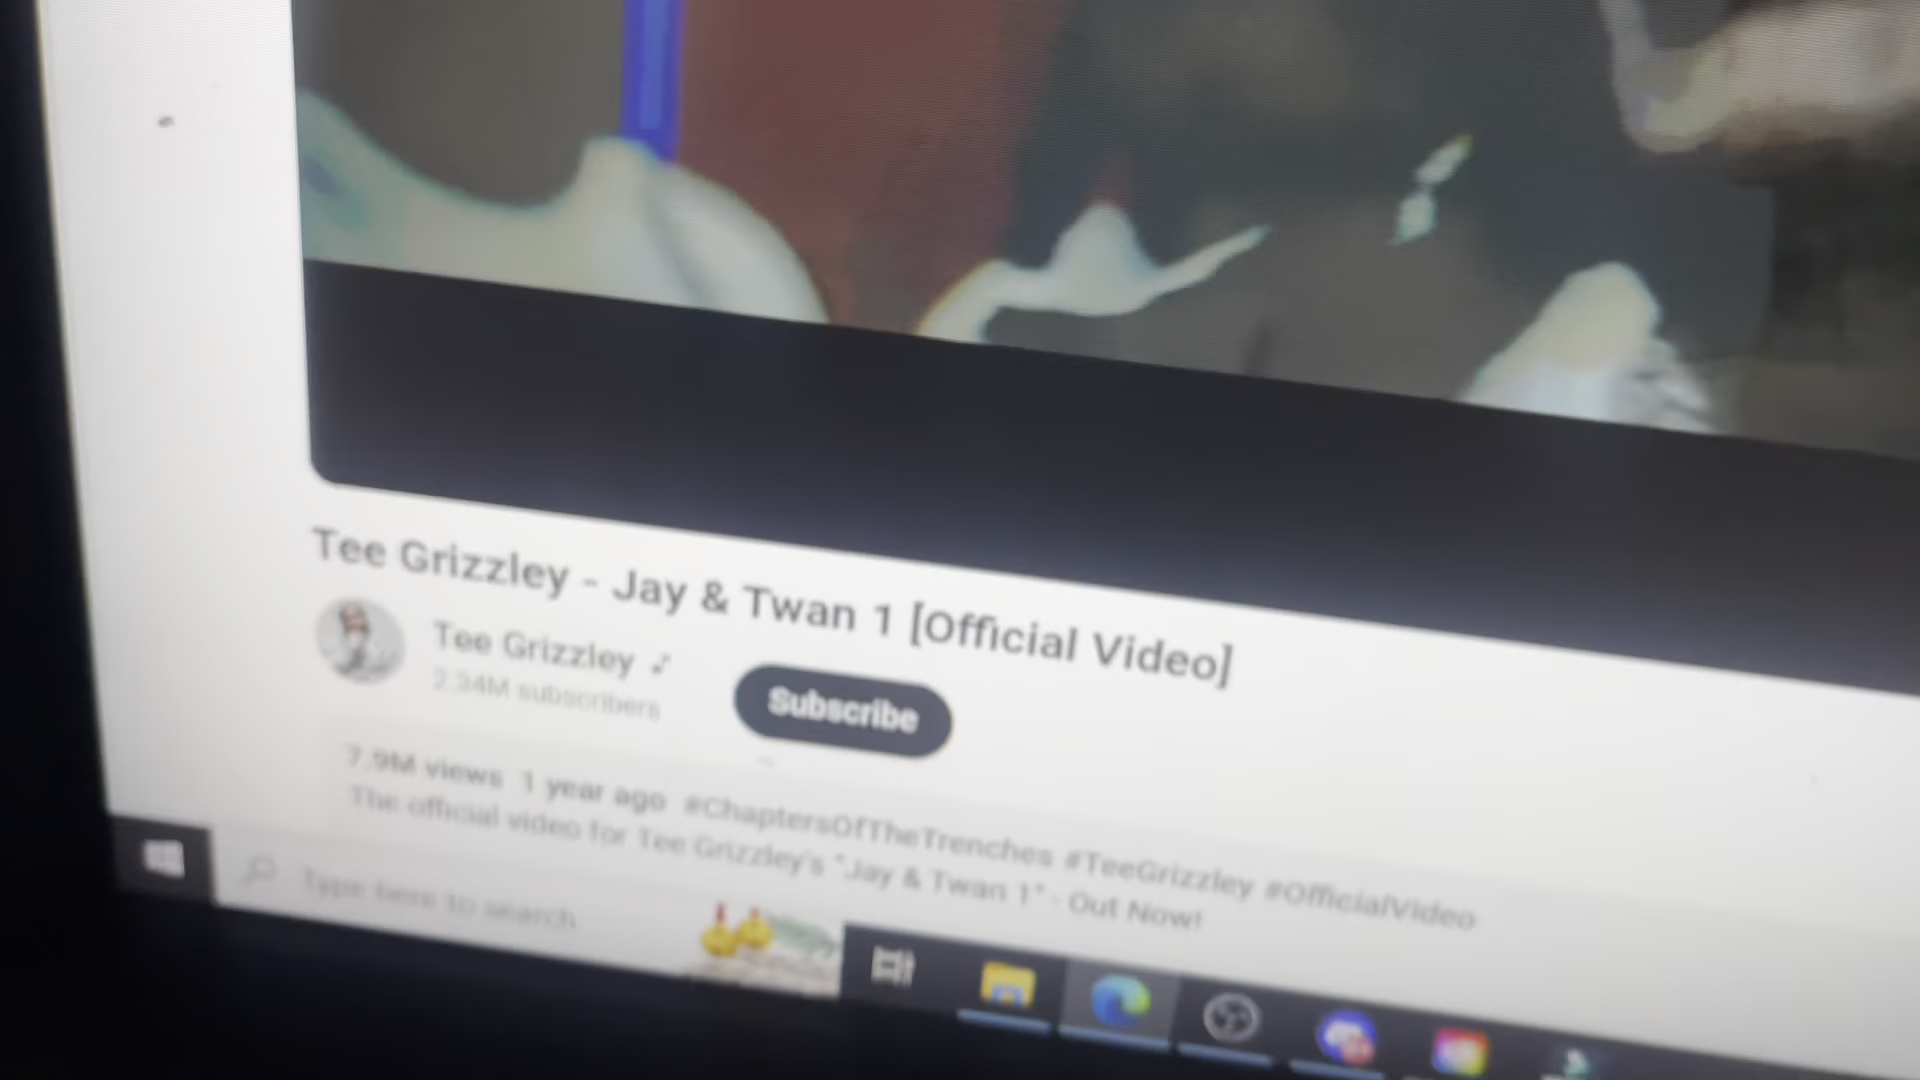 Tee Grizzley - Jay & Twan 1 [Official Video]
Tee Grizzley
2.34M subscribers
Subscribe
7.9M views 1 year ago #ChaptersOfTheTrenches #TeeGrizzley #OfficialVideo
The official video for Tee Grizzley's "Jay & Twan 1" - Out Now!
Type here to search